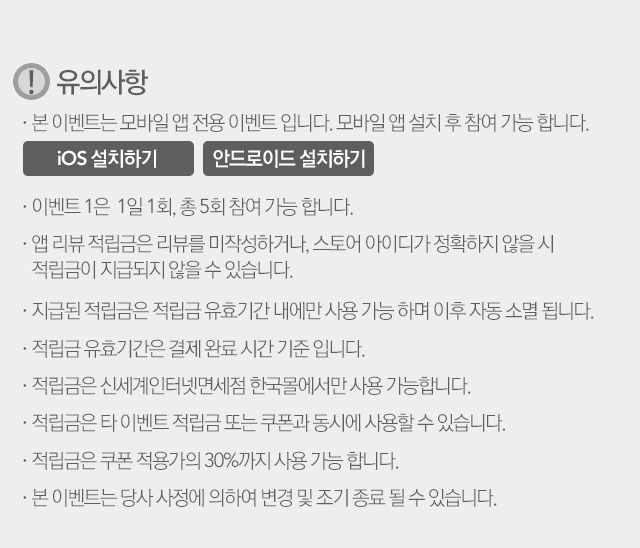 유의사항
· 본 이벤트는 모바일 앱 전용 이벤트 입니다. 모바일 앱 설치 후 참여 가능 합니다.
iOS 설치하기 안드로이드 설치하기
· 이벤트 1은 1일 1회, 총 5회 참여 가능 합니다.
· 앱 리뷰 적립금은 리뷰를 미작성하거나, 스토어 아이디가 정확하지 않을 시
적립금이 지급되지 않을 수 있습니다.
· 지급된 적립금은 적립금 유효기간 내에만 사용 가능 하며 이후 자동 소멸 됩니다.
· 적립금 유효기간은 결제 완료 시간 기준 입니다.
· 적립금은 신세계인터넷면세점 한국몰에서만 사용 가능합니다.
· 적립금은 타 이벤트 적립금 또는 쿠폰과 동시에 사용할 수 있습니다.
· 적립금은 쿠폰 적용가의 30%까지 사용 가능 합니다.
· 본 이벤트는 당사 사정에 의하여 변경 및 조기 종료 될 수 있습니다.